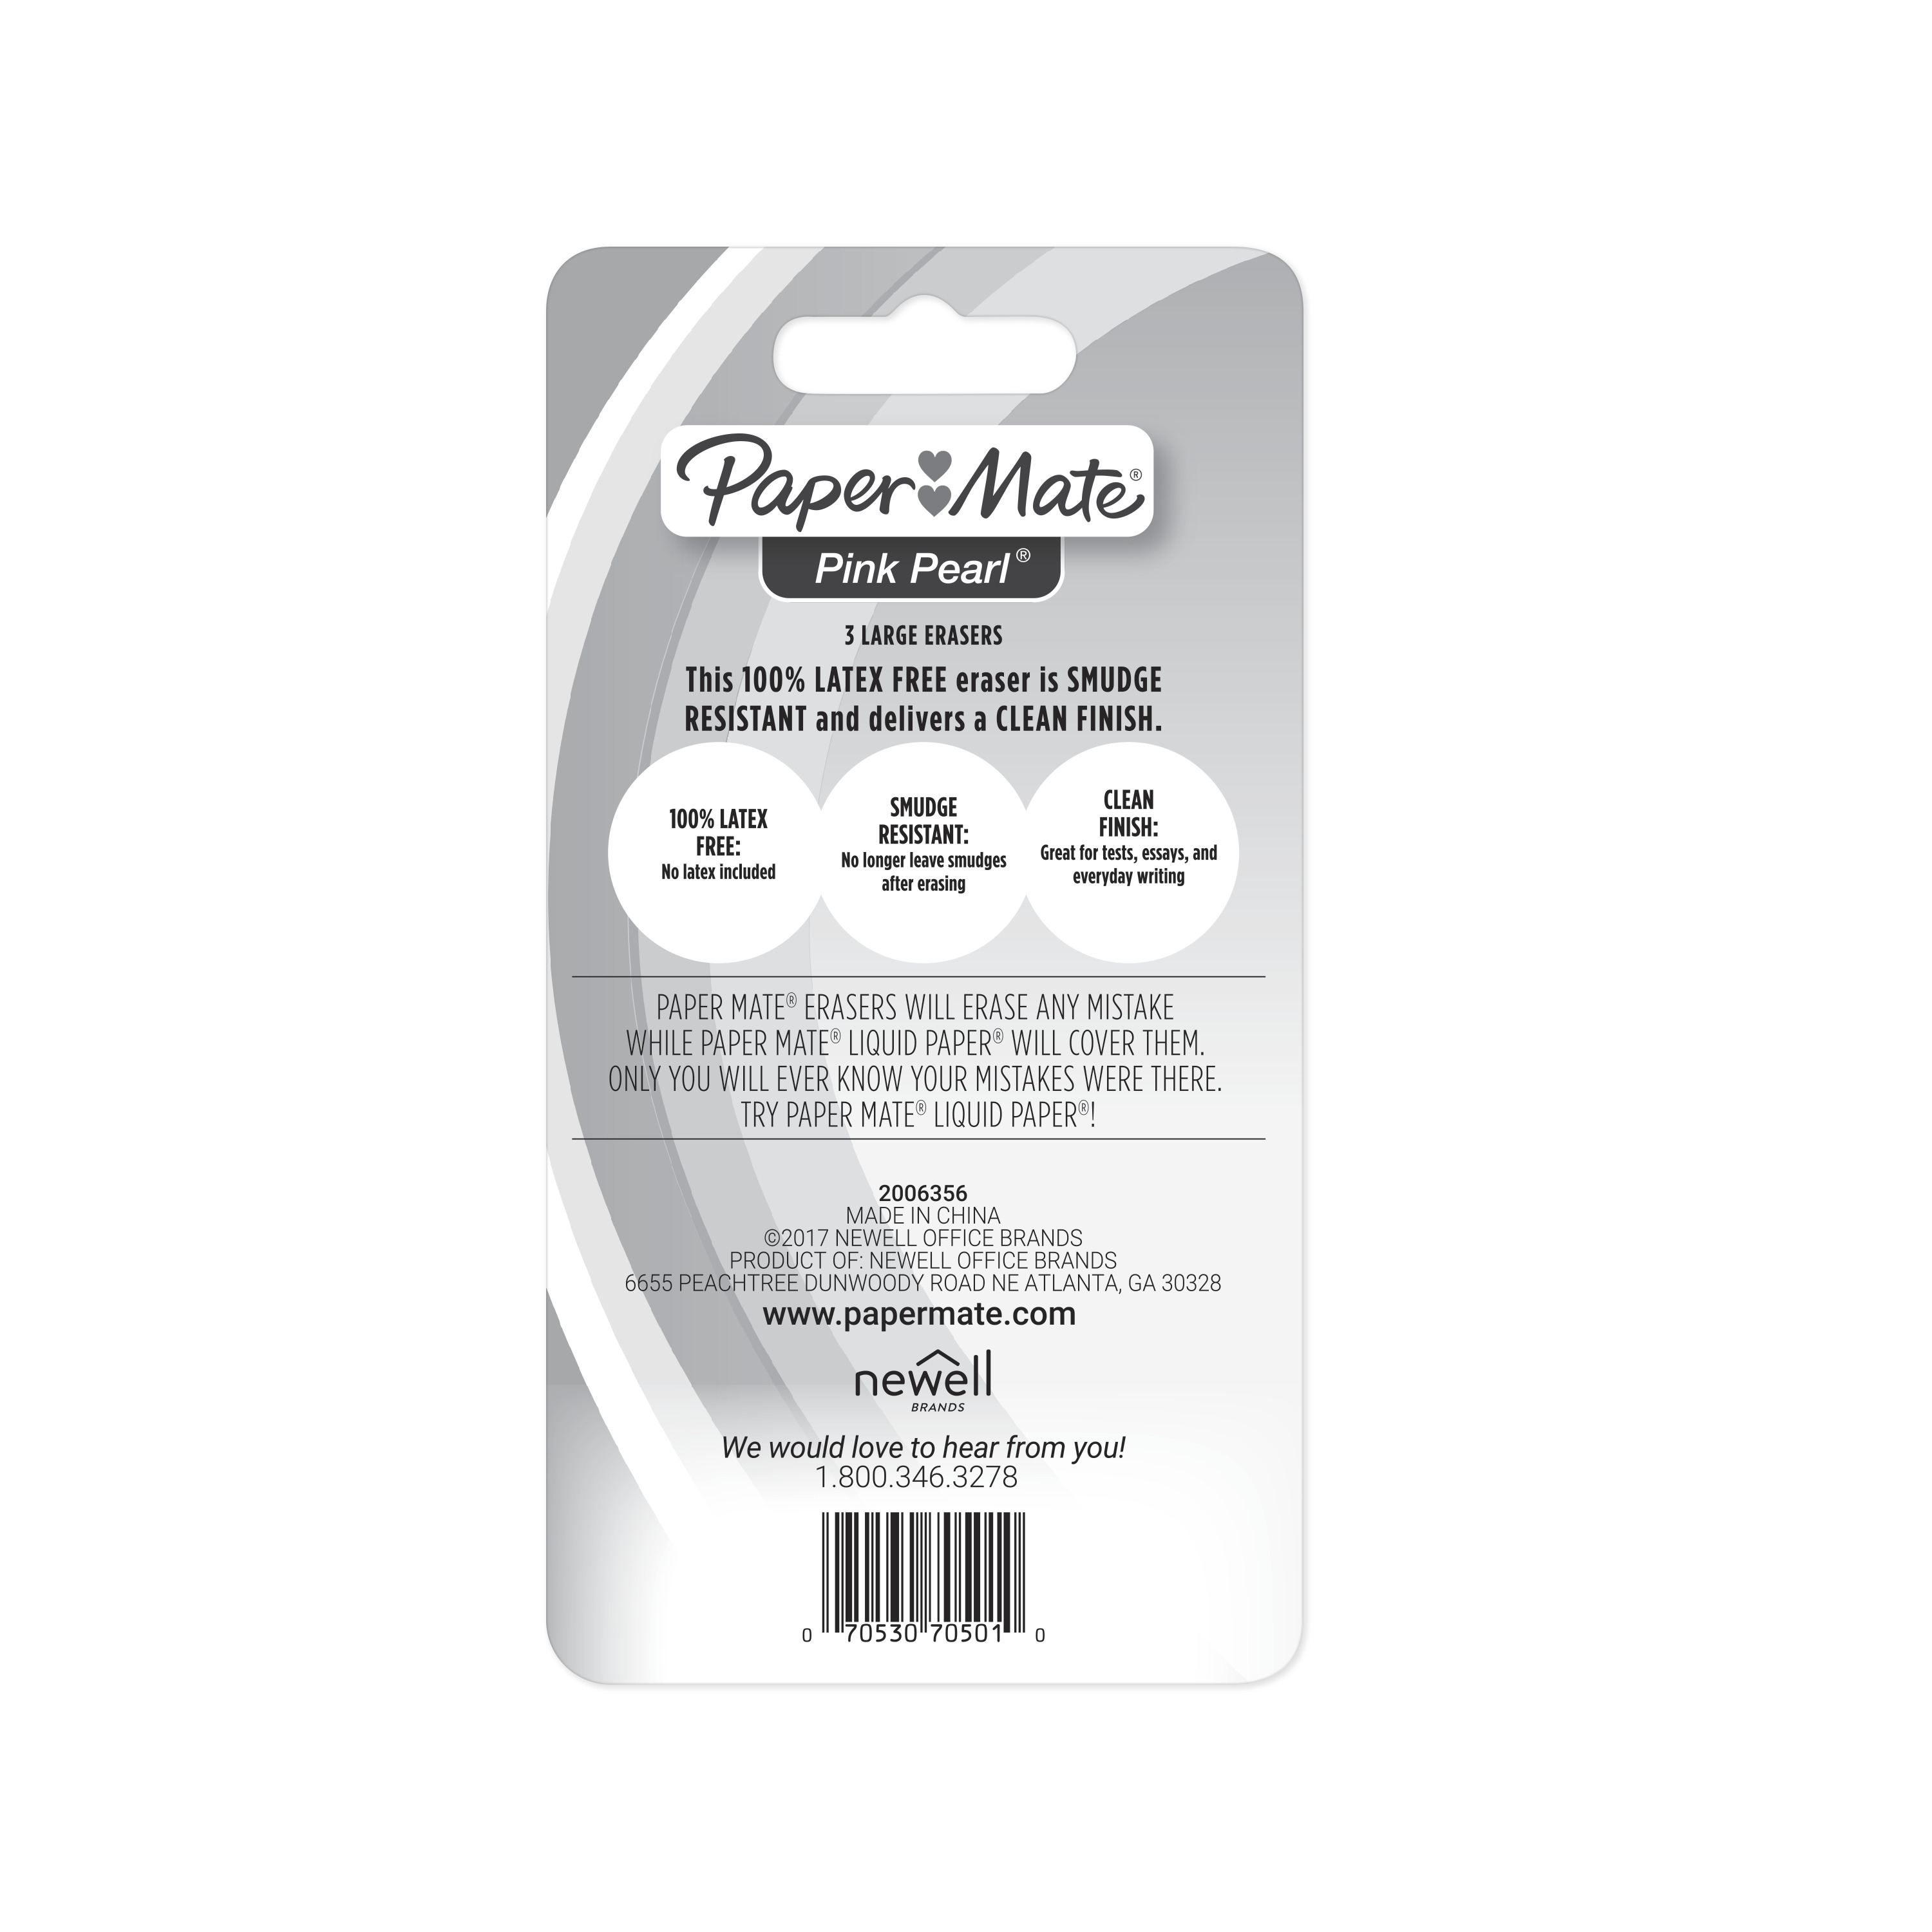 Paper Mate®
Pink Pearl®
3 LARGE ERASERS
This 100% LATEX FREE eraser is SMUDGE
RESISTANT and delivers a CLEAN FINISH.
100% LATEX
FREE:
No latex included
SMUDGE
RESISTANT:
No longer leave smudges
after erasing
CLEAN
FINISH:
Great for tests, essays, and
everyday writing
PAPER MATE® ERASERS WILL ERASE ANY MISTAKE
WHILE PAPER MATE® LIQUID PAPER® WILL COVER THEM.
ONLY YOU WILL EVER KNOW YOUR MISTAKES WERE THERE.
TRY PAPER MATE® LIQUID PAPER®!
2006356
MADE IN CHINA
©2017 NEWELL OFFICE BRANDS
PRODUCT OF: NEWELL OFFICE BRANDS
6655 PEACHTREE DUNWOODY ROAD NE ATLANTA, GA 30328
www.papermate.com
newell
BRANDS
We would love to hear from you!
1.800.346.3278
0 70530 70501 0